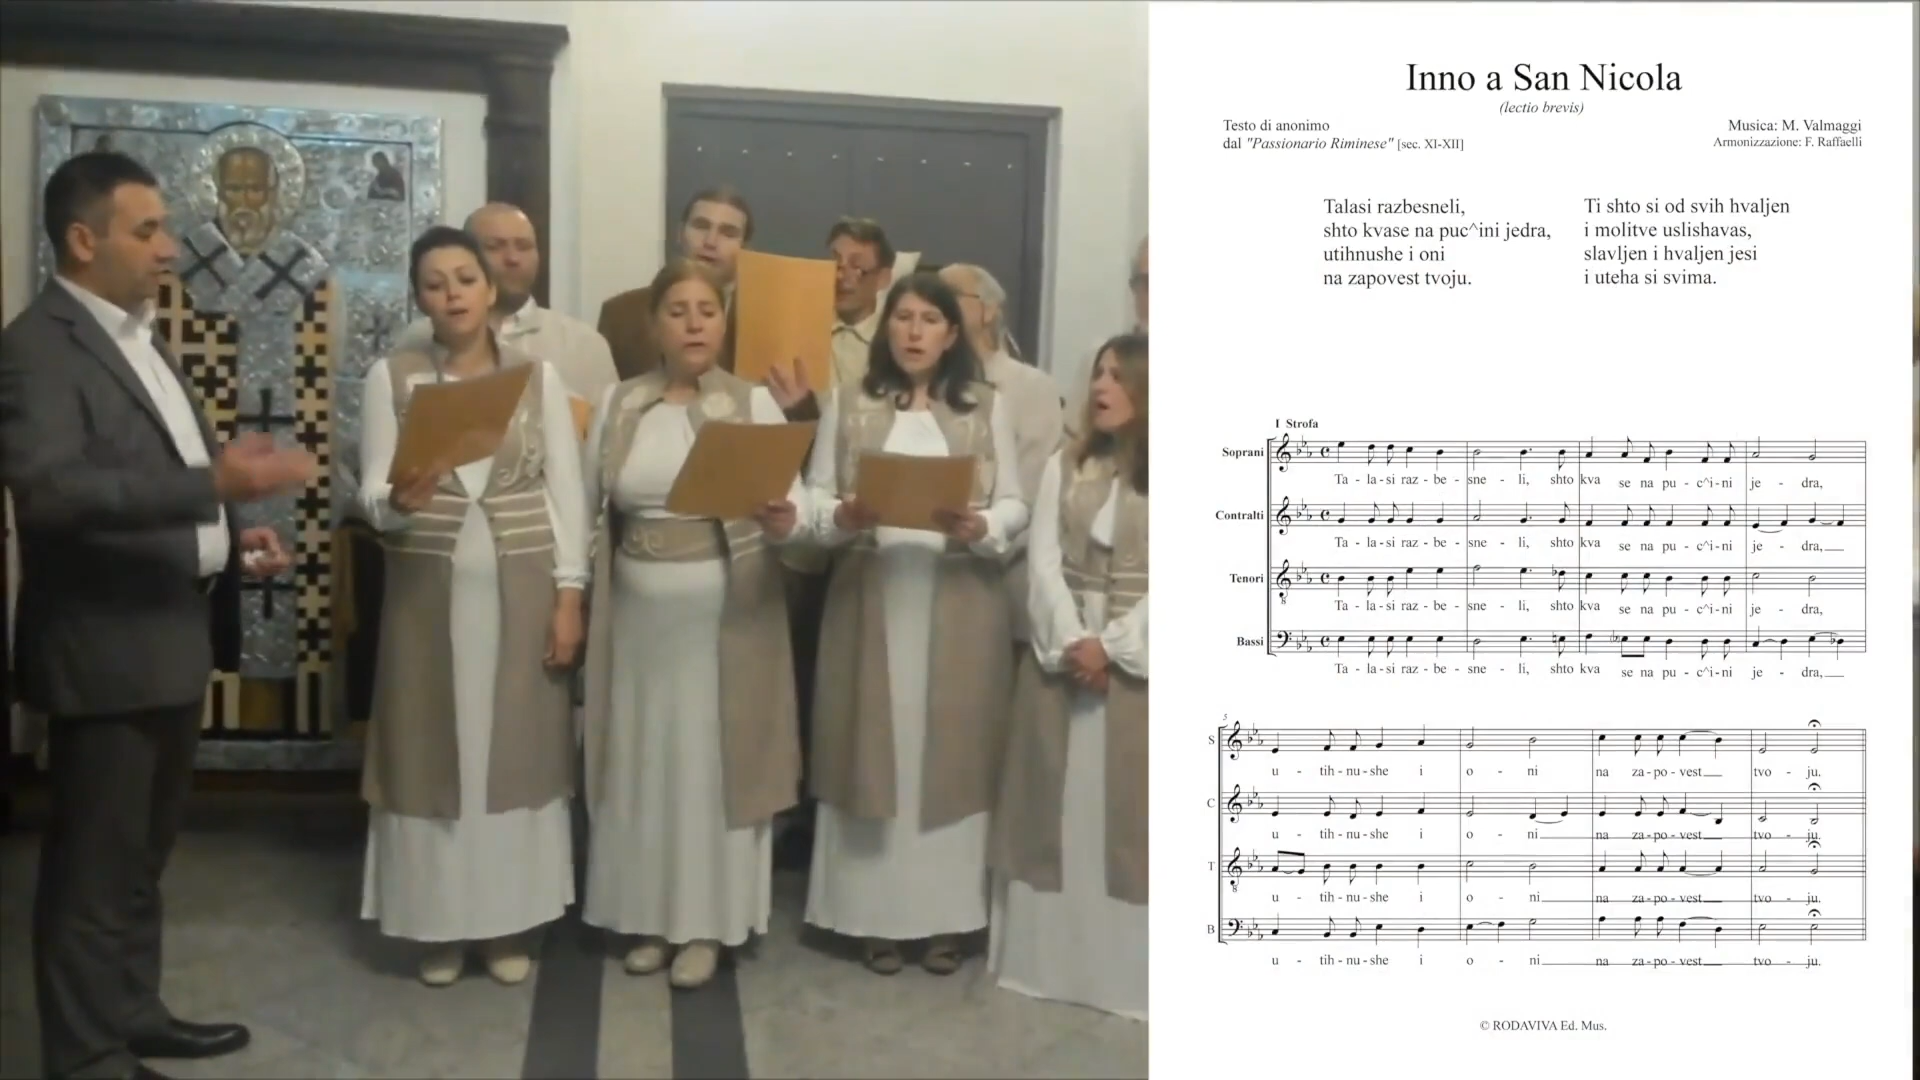 Inno a San Nicola
(lectio brevis)
Testo di anonimo
dal "Passionario Riminese" [sec. XI-XII]
Musica: M. Valmaggi
Armonizzazione: F. Raffaelli
Talasi razbesneli,
shto kvase na puc^ini jedra,
utihnushe i oni
na zapovest tvoju.
Ti shto si od svih hvaljen
i molitve uslishavas,
slavljen i hvaljen jesi
i uteha si svima.
I Strofa
Soprani
Ta - la - si raz - be - sne - li, shto kva se na pu - c^i - ni je - dra,
Contralti
Ta - la - si raz - be - sne - li, shto kva se na pu - c^i - ni je - dra,
Tenori
8
Ta - la - si raz - be - sne - li, shto kva se na pu - c^i - ni je - dra,
Bassi
Ta - la - si raz - be - sne - li, shto kva se na pu - c^i - ni je - dra,
5
S
u - tih - nu - she i o - ni na za - po - vest tvo - ju.
C
u - tih - nu - she i o - ni na za - po - vest tvo - ju.
T
8
u - tih - nu - she i o - ni na za - po - vest tvo - ju.
B
u - tih - nu - she i o - ni na za - po - vest tvo - ju.
© RODAVIVA Ed. Mus.